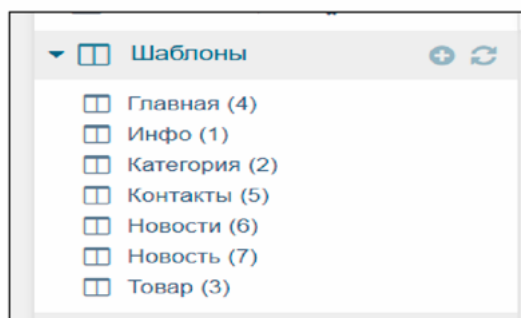 Шаблоны
Главная (4)
Инфо (1)
Категория (2)
Контакты (5)
Новости (6)
Новость (7)
Товар (3)